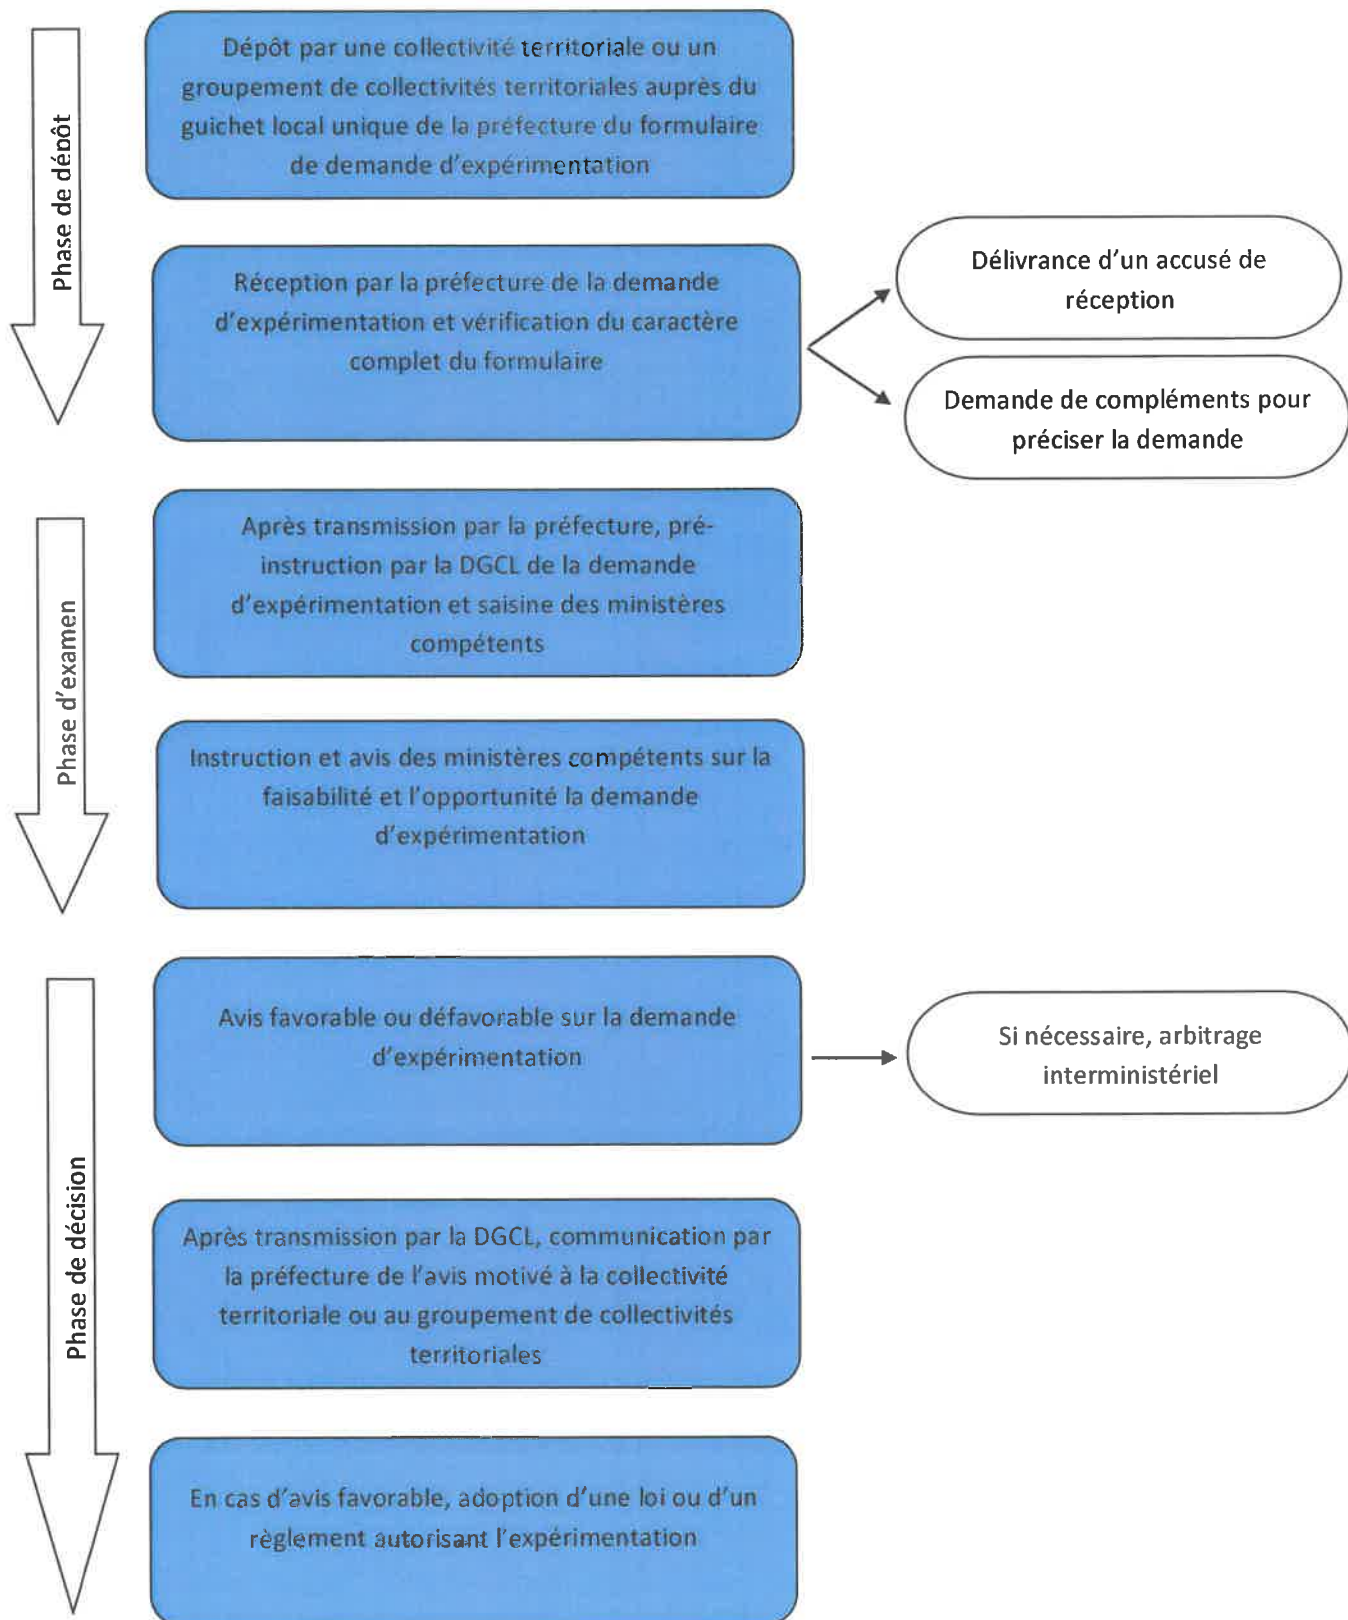 Phase de dépôt
Dépôt par une collectivité territoriale ou un
groupement de collectivités territoriales auprès du
guichet local unique de la préfecture du formulaire
de demande d'expérimentation
Réception par la préfecture de la demande
d'expérimentation et vérification du caractère
complet du formulaire
Délivrance d'un accusé de
réception
Demande de compléments pour
préciser la demande
Phase d'examen
Après transmission par la préfecture, pré-
instruction par la DGCL de la demande
d'expérimentation et saisine des ministères
compétents
Instruction et avis des ministères compétents sur la
faisabilité et l'opportunité la demande
d'expérimentation
Phase de décision
Avis favorable ou défavorable sur la demande
d'expérimentation
Si nécessaire, arbitrage
interministériel
Après transmission par la DGCL, communication par
la préfecture de l'avis motivé à la collectivité
territoriale ou au groupement de collectivités
territoriales
En cas d'avis favorable, adoption d'une loi ou d'un
règlement autorisant l'expérimentation